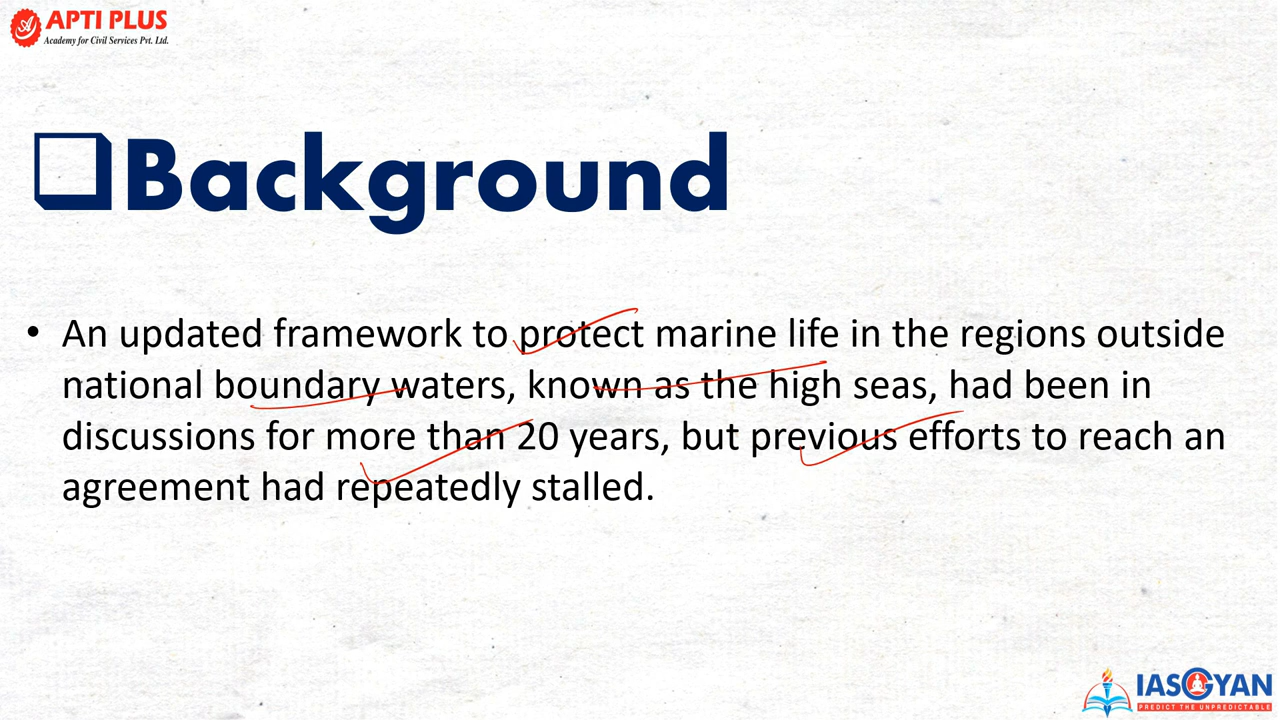 APTI PLUS
Academy for Civil Services Pvt. Ltd.
Background
• An updated framework to protect marine life in the regions outside
national boundary waters, known as the high seas, had been in
discussions for more than 20 years, but previous efforts to reach an
agreement had repeatedly stalled.
IASGYAN
PREDICT THE UNPREDICTABLE